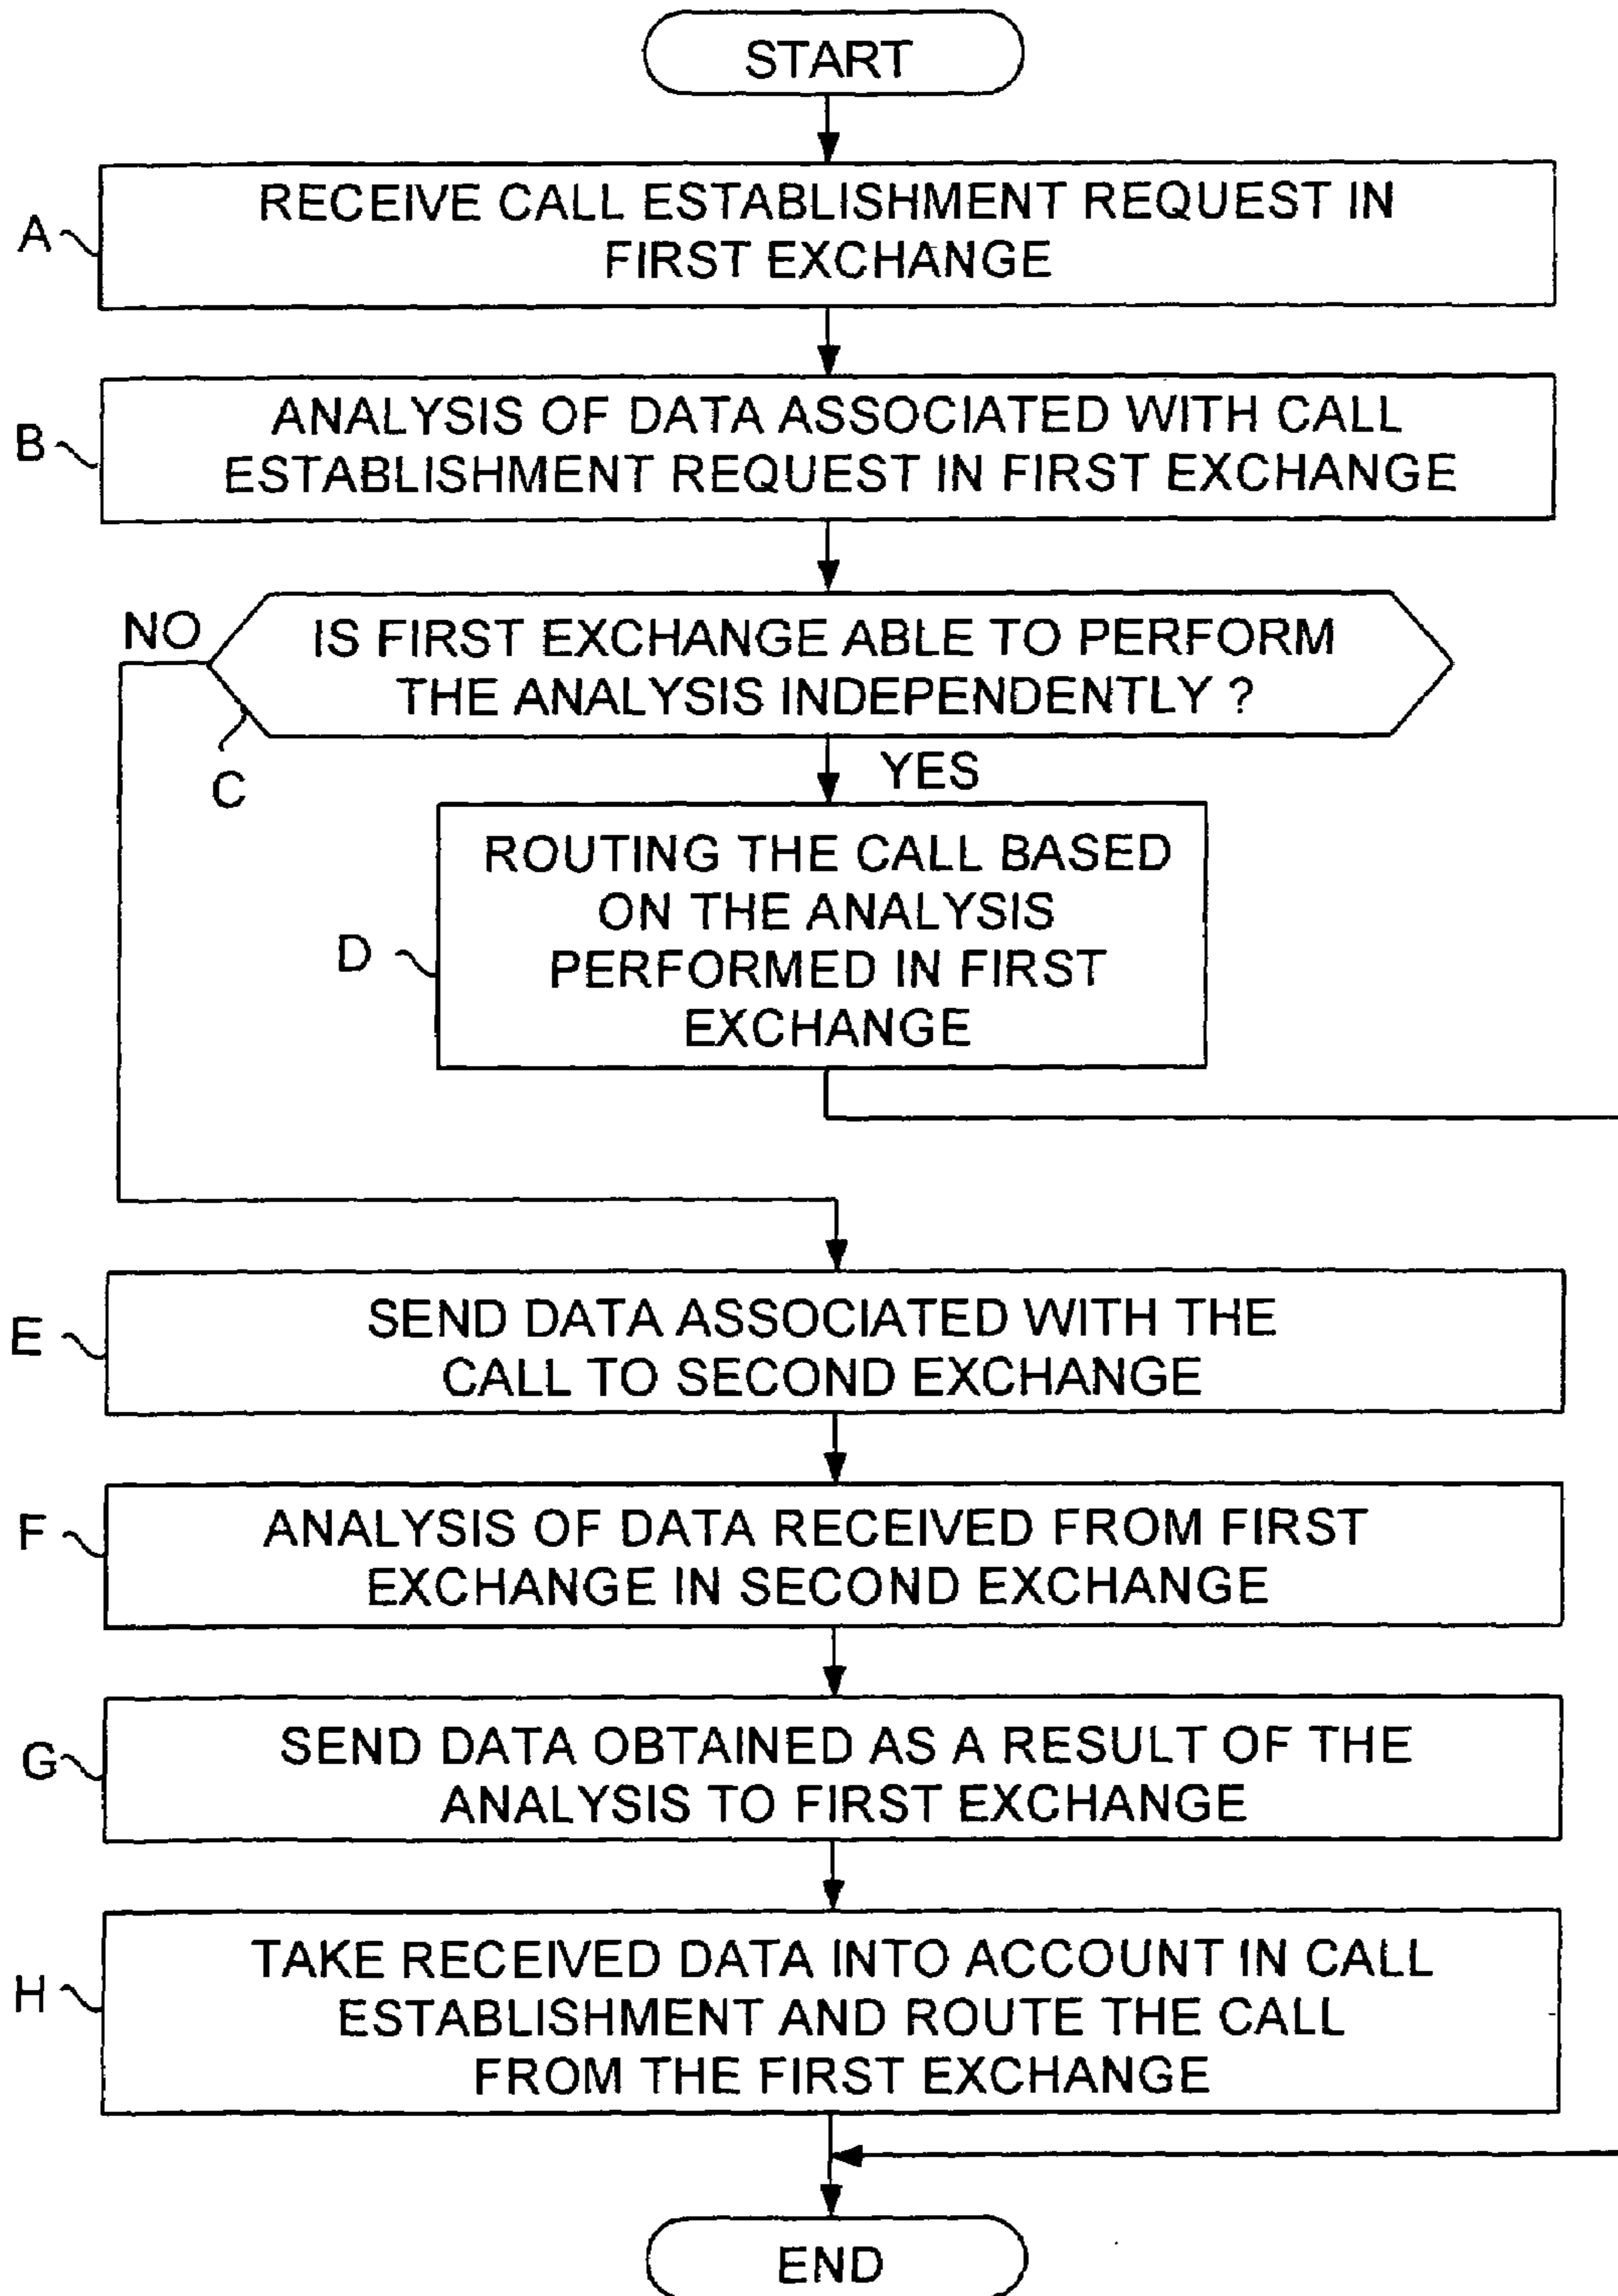 START
A
RECEIVE CALL ESTABLISHMENT REQUEST IN
FIRST EXCHANGE
B
ANALYSIS OF DATA ASSOCIATED WITH CALL
ESTABLISHMENT REQUEST IN FIRST EXCHANGE
NO
IS FIRST EXCHANGE ABLE TO PERFORM
THE ANALYSIS INDEPENDENTLY ?
C
YES
D
ROUTING THE CALL BASED
ON THE ANALYSIS
PERFORMED IN FIRST
EXCHANGE
E
SEND DATA ASSOCIATED WITH THE
CALL TO SECOND EXCHANGE
F
ANALYSIS OF DATA RECEIVED FROM FIRST
EXCHANGE IN SECOND EXCHANGE
G
SEND DATA OBTAINED AS A RESULT OF THE
ANALYSIS TO FIRST EXCHANGE
H
TAKE RECEIVED DATA INTO ACCOUNT IN CALL
ESTABLISHMENT AND ROUTE THE CALL
FROM THE FIRST EXCHANGE
END